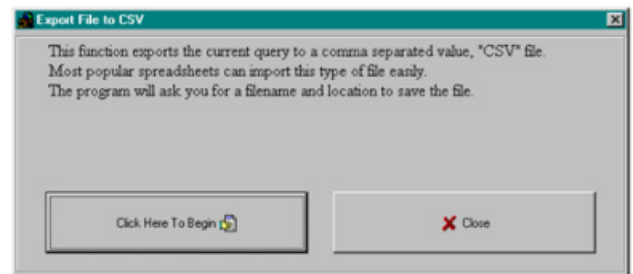 Export File to CSV
This function exports the current query to a comma separated value, "CSV" file.
Most popular spreadsheets can import this type of file easily.
The program will ask you for a filename and location to save the file.
Click Here To Begin
Close